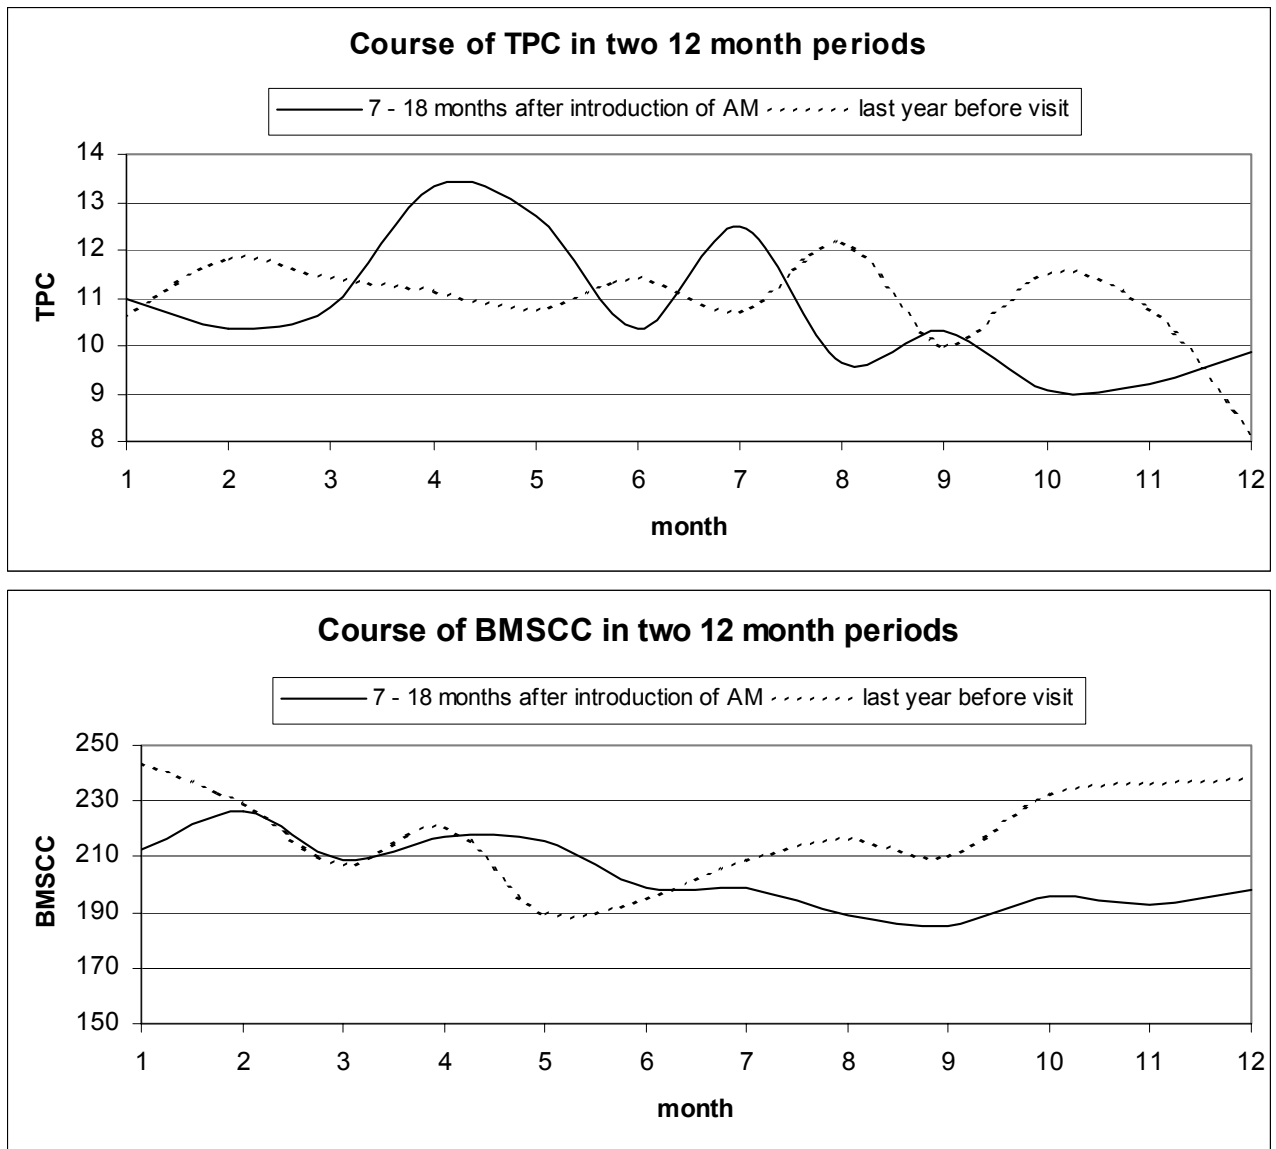 Course of TPC in two 12 month periods
7 - 18 months after introduction of AM last year before visit
14
13
12
11
10
9
8
TPC
1 2 3 4 5 6 7 8 9 10 11 12
month
Course of BMSCC in two 12 month periods
7 - 18 months after introduction of AM last year before visit
250
230
210
190
170
150
BMSCC
1 2 3 4 5 6 7 8 9 10 11 12
month